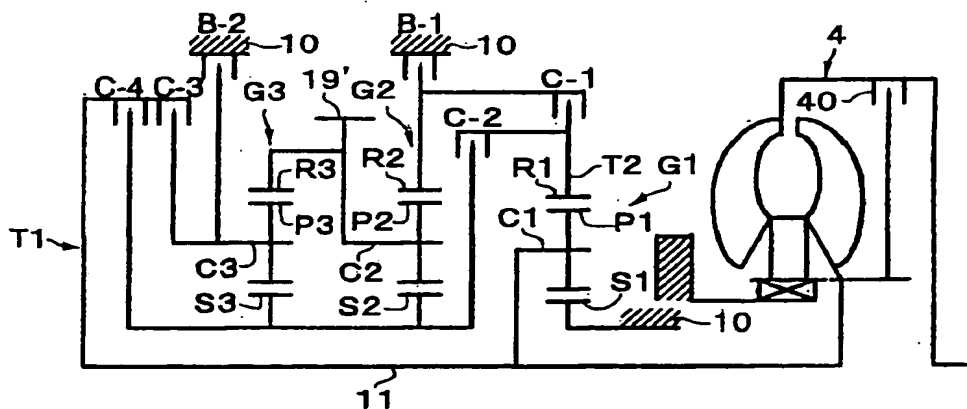 B-2 B-1
10 10 4
C-4 C-3 19' C-1 40
G3 G2 C-2
R3 R2 R1 T2 G1
P3 P2 C1 P1
T1
C3 C2
S3 S2 S1
10
11